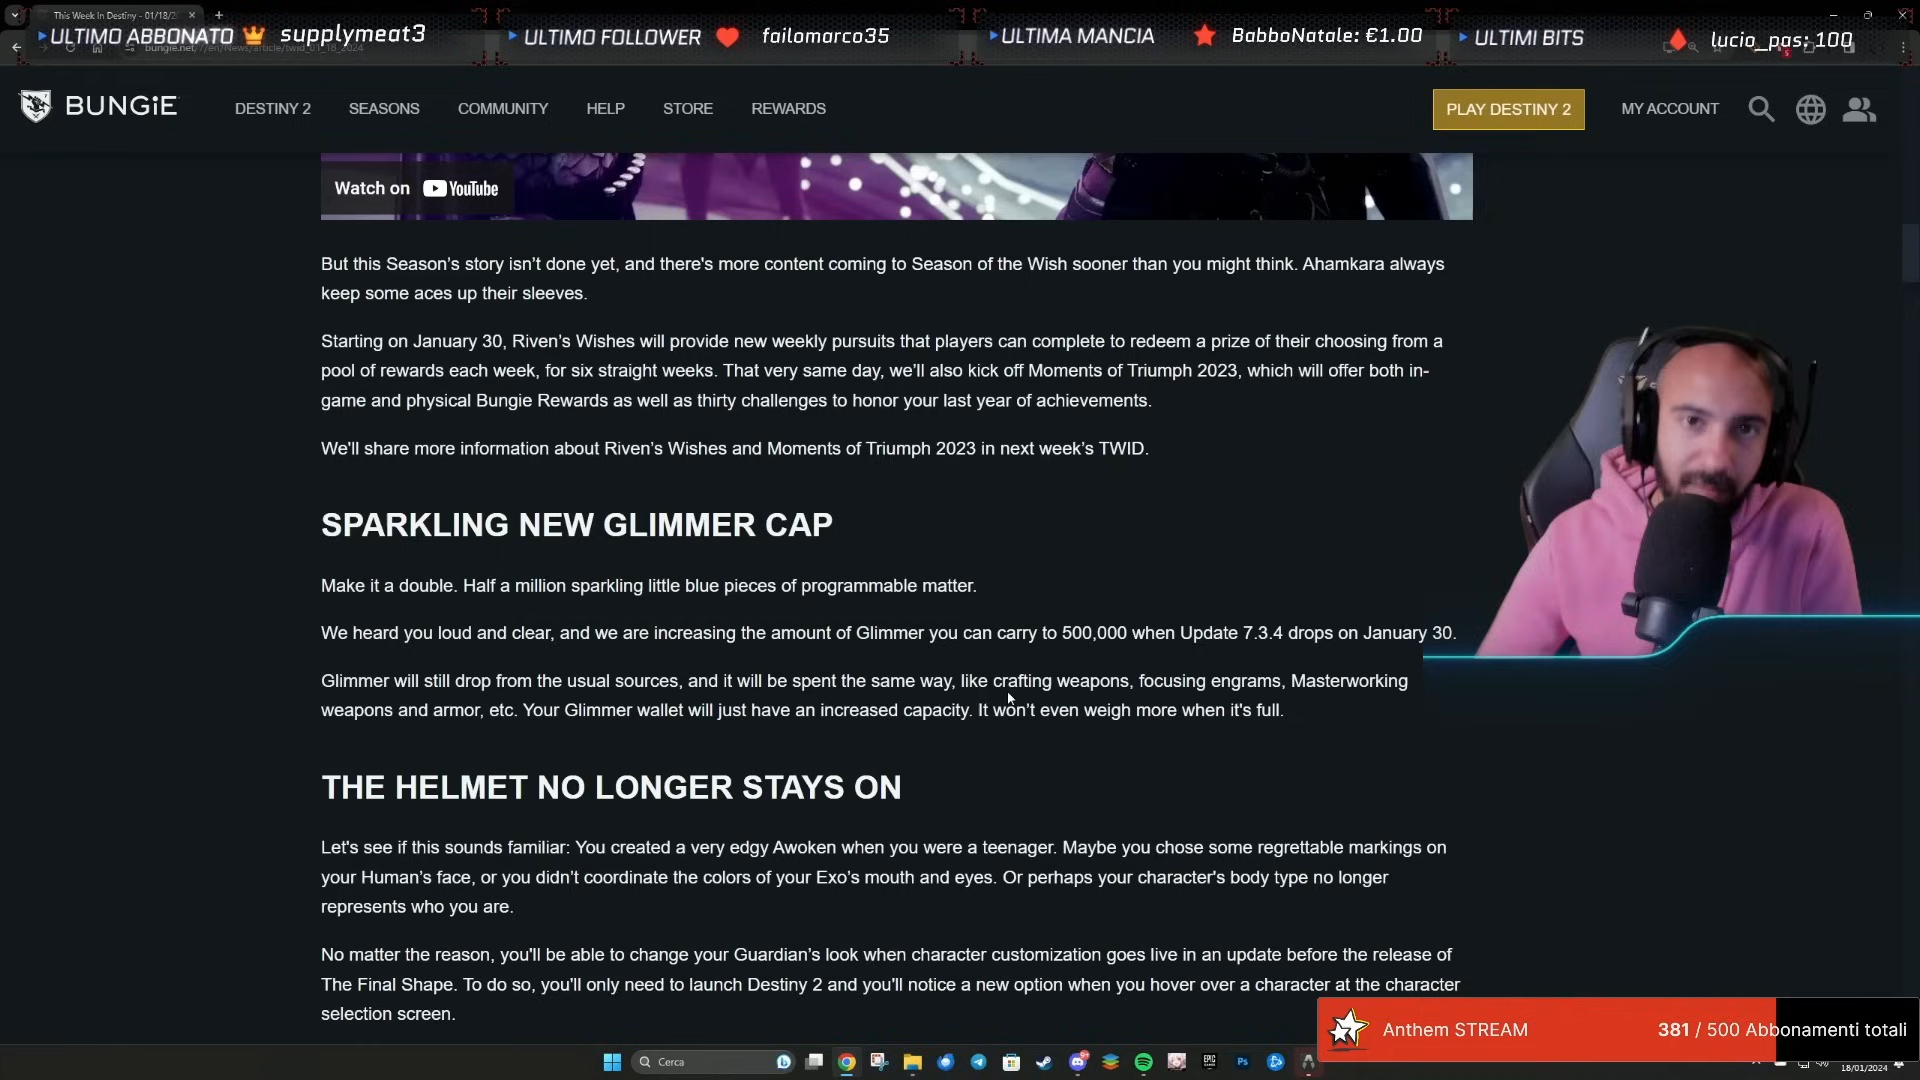 This Week In Destiny - 01/18/2
ULTIMO ABBONATO supplymeat3
ULTIMO FOLLOWER failomarco35
ULTIMA MANCIA BabboNatale: €1.00
ULTIMI BITS lucio_pas: 100
BUNGiE
DESTINY 2 SEASONS COMMUNITY HELP STORE REWARDS
PLAY DESTINY 2
MY ACCOUNT
Watch on YouTube
But this Season’s story isn’t done yet, and there's more content coming to Season of the Wish sooner than you might think. Ahamkara always
keep some aces up their sleeves.
Starting on January 30, Riven’s Wishes will provide new weekly pursuits that players can complete to redeem a prize of their choosing from a
pool of rewards each week, for six straight weeks. That very same day, we’ll also kick off Moments of Triumph 2023, which will offer both in-
game and physical Bungie Rewards as well as thirty challenges to honor your last year of achievements.
We'll share more information about Riven’s Wishes and Moments of Triumph 2023 in next week’s TWID.
SPARKLING NEW GLIMMER CAP
Make it a double. Half a million sparkling little blue pieces of programmable matter.
We heard you loud and clear, and we are increasing the amount of Glimmer you can carry to 500,000 when Update 7.3.4 drops on January 30.
Glimmer will still drop from the usual sources, and it will be spent the same way, like crafting weapons, focusing engrams, Masterworking
weapons and armor, etc. Your Glimmer wallet will just have an increased capacity. It won’t even weigh more when it's full.
THE HELMET NO LONGER STAYS ON
Let's see if this sounds familiar: You created a very edgy Awoken when you were a teenager. Maybe you chose some regrettable markings on
your Human’s face, or you didn’t coordinate the colors of your Exo’s mouth and eyes. Or perhaps your character's body type no longer
represents who you are.
No matter the reason, you'll be able to change your Guardian’s look when character customization goes live in an update before the release of
The Final Shape. To do so, you'll only need to launch Destiny 2 and you'll notice a new option when you hover over a character at the character
selection screen.
Anthem STREAM 381 / 500 Abbonamenti totali
Cerca
18/01/2024